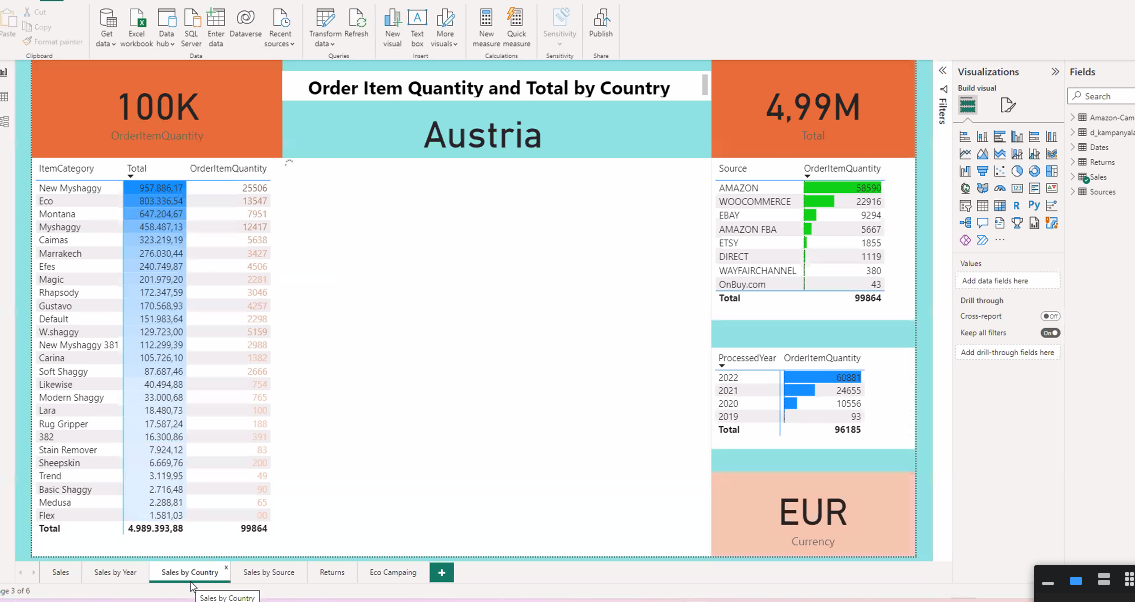 Cut
Copy
Format painter
Paste
Clipboard
Get data
Excel workbook
Data hub
SQL Server
Enter data
Dataverse
Recent sources
Data
Transform data
Refresh
Queries
New visual
Text box
More visuals
Insert
New measure
Quick measure
Calculations
Sensitivity
Sensitivity
Publish
Share
100K
OrderItemQuantity
Order Item Quantity and Total by Country
Austria
4,99M
Total
ItemCategory Total OrderItemQuantity
New Myshaggy 957.886,17 25506
Eco 803.336,54 13547
Montana 647.204,67 7951
Myshaggy 458.487,13 12417
Caimas 323.219,19 5638
Marrakech 276.030,44 3427
Efes 240.749,87 4506
Magic 201.979,20 2281
Rhapsody 172.347,59 3046
Gustavo 170.568,93 4257
Default 151.983,64 2298
W.shaggy 129.723,00 5159
New Myshaggy 381 112.299,39 2988
Carina 105.726,10 1382
Soft Shaggy 87.687,46 2666
Likewise 40.494,88 754
Modern Shaggy 33.000,68 765
Lara 18.480,73 100
Rug Gripper 17.587,24 188
382 16.300,86 391
Stain Remover 7.924,12 83
Sheepskin 6.669,76 200
Trend 3.119,95 49
Basic Shaggy 2.716,48 90
Medusa 2.288,81 65
Flex 1.581,03
Total 4.989.393,88 99864
Source OrderItemQuantity
AMAZON 58590
WOOCOMMERCE 22916
EBAY 9294
AMAZON FBA 5667
ETSY 1855
DIRECT 1119
WAYFAIRCHANNEL 380
OnBuy.com 43
Total 99864
ProcessedYear OrderItemQuantity
2022 60881
2021 24655
2020 10556
2019 93
Total 96185
EUR
Currency
Filters
Visualizations
Build visual
Values
Add data fields here
Drill through
Cross-report Off
Keep all filters On
Add drill-through fields here
Fields
Search
Amazon-Cam
d_kampanyala
Dates
Returns
Sales
Sources
Sales
Sales by Year
Sales by Country
Sales by Source
Returns
Eco Campaing
ge 3 of 6
Sales by Country